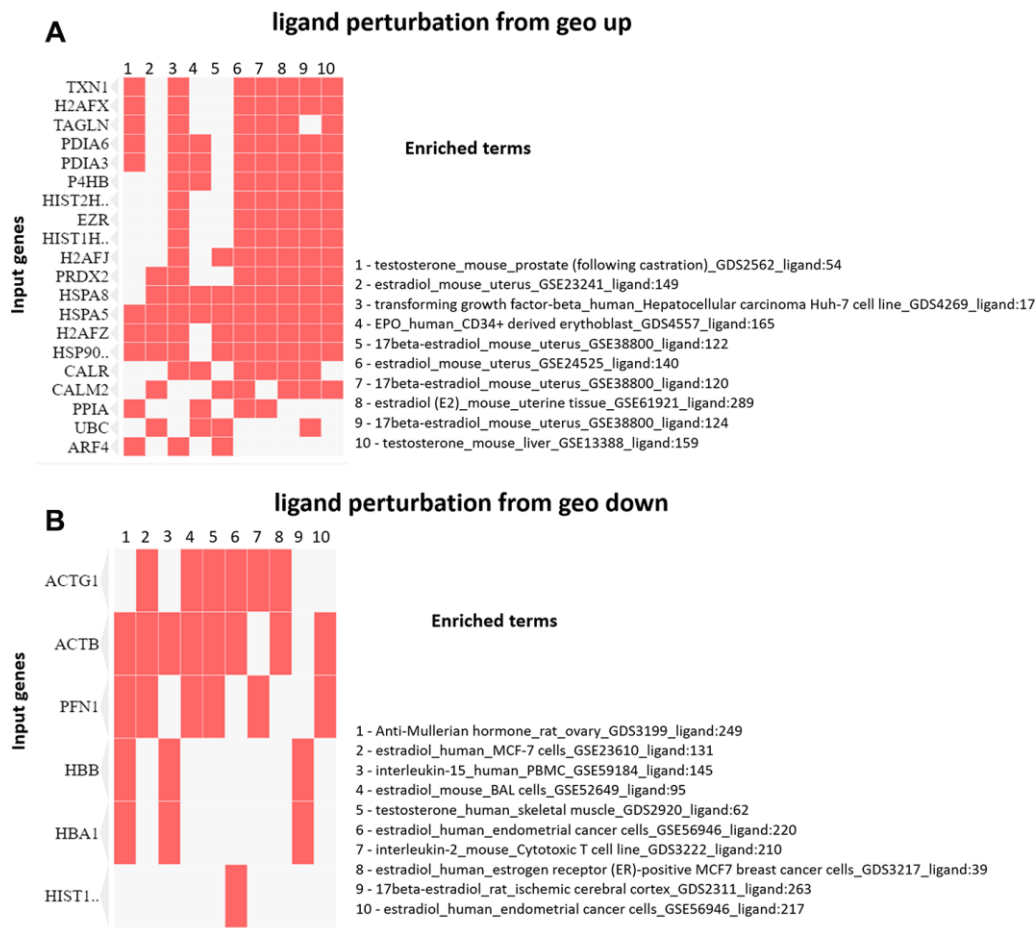 A
ligand perturbation from geo up
1 2 3 4 5 6 7 8 9 10
Input genes
TXN1
H2AFX
TAGLN
PDIA6
PDIA3
P4HB
HIST2H..
EZR
HIST1H..
H2AFJ
PRDX2
HSPA8
HSPA5
H2AFZ
HSP90..
CALR
CALM2
PPIA
UBC
ARF4
Enriched terms
1 - testosterone_mouse_prostate (following castration)_GDS2562_ligand:54
2 - estradiol_mouse_uterus_GSE23241_ligand:149
3 - transforming growth factor-beta_human_Hepatocellular carcinoma Huh-7 cell line_GDS4269_ligand:17
4 - EPO_human_CD34+ derived erythoblast_GDS4557_ligand:165
5 - 17beta-estradiol_mouse_uterus_GSE38800_ligand:122
6 - estradiol_mouse_uterus_GSE24525_ligand:140
7 - 17beta-estradiol_mouse_uterus_GSE38800_ligand:120
8 - estradiol (E2)_mouse_uterine tissue_GSE61921_ligand:289
9 - 17beta-estradiol_mouse_uterus_GSE38800_ligand:124
10 - testosterone_mouse_liver_GSE13388_ligand:159
B
ligand perturbation from geo down
1 2 3 4 5 6 7 8 9 10
Input genes
ACTG1
ACTB
PFN1
HBB
HBA1
HIST1..
Enriched terms
1 - Anti-Mullerian hormone_rat_ovary_GDS3199_ligand:249
2 - estradiol_human_MCF-7 cells_GSE23610_ligand:131
3 - interleukin-15_human_PBMC_GSE59184_ligand:145
4 - estradiol_mouse_BAL cells_GSE52649_ligand:95
5 - testosterone_human_skeletal muscle_GDS2920_ligand:62
6 - estradiol_human_endometrial cancer cells_GSE56946_ligand:220
7 - interleukin-2_mouse_Cytotoxic T cell line_GDS3222_ligand:210
8 - estradiol_human_estrogen receptor (ER)-positive MCF7 breast cancer cells_GDS3217_ligand:39
9 - 17beta-estradiol_rat_ischemic cerebral cortex_GDS2311_ligand:263
10 - estradiol_human_endometrial cancer cells_GSE56946_ligand:217